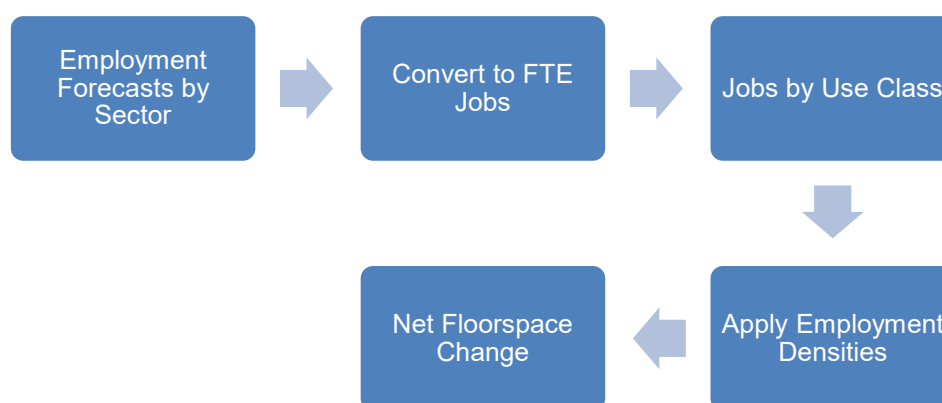 Employment
Forecasts by
Sector
Convert to FTE
Jobs
Jobs by Use Class
Apply Employment
Densities
Net Floorspace
Change